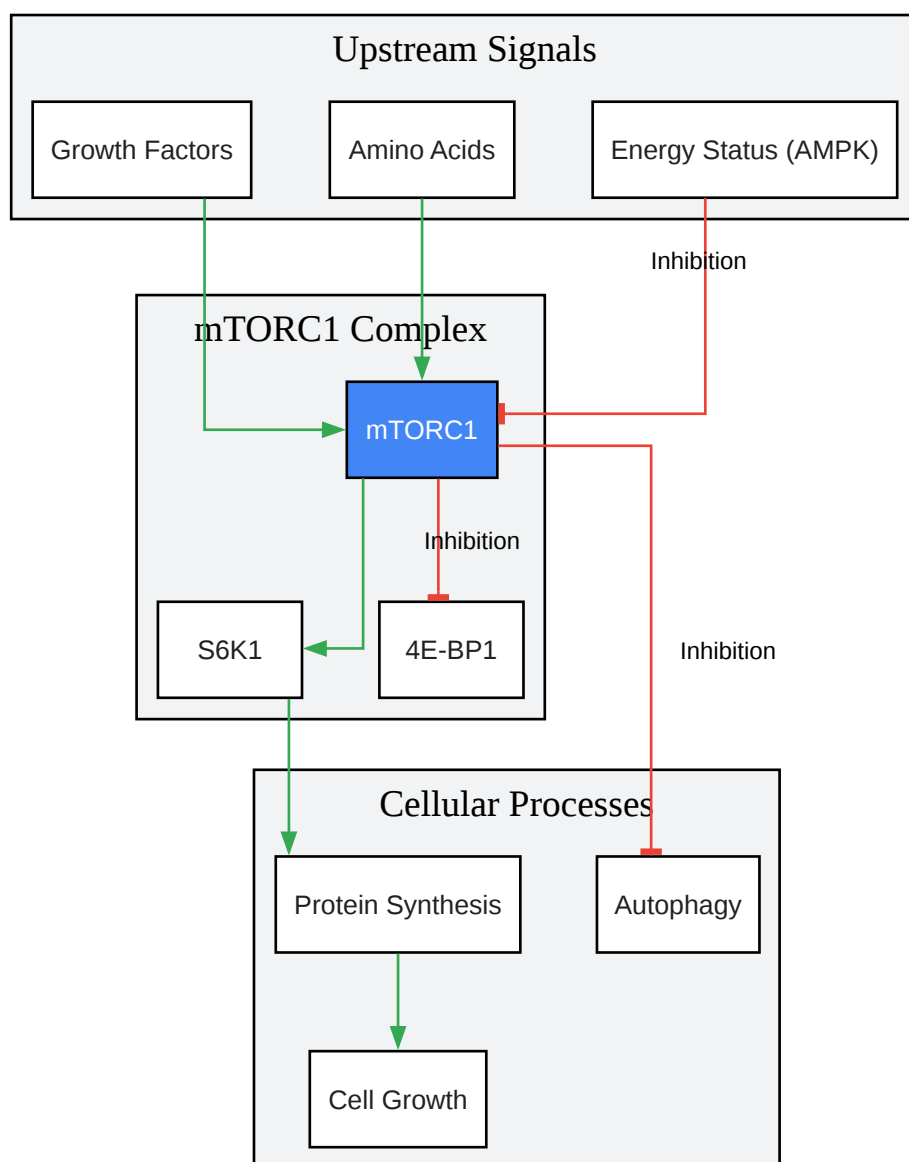 Upstream Signals
Growth Factors
Amino Acids
Energy Status (AMPK)
Inhibition
mTORC1 Complex
mTORC1
Inhibition
S6K1
4E-BP1
Inhibition
Cellular Processes
Protein Synthesis
Autophagy
Cell Growth